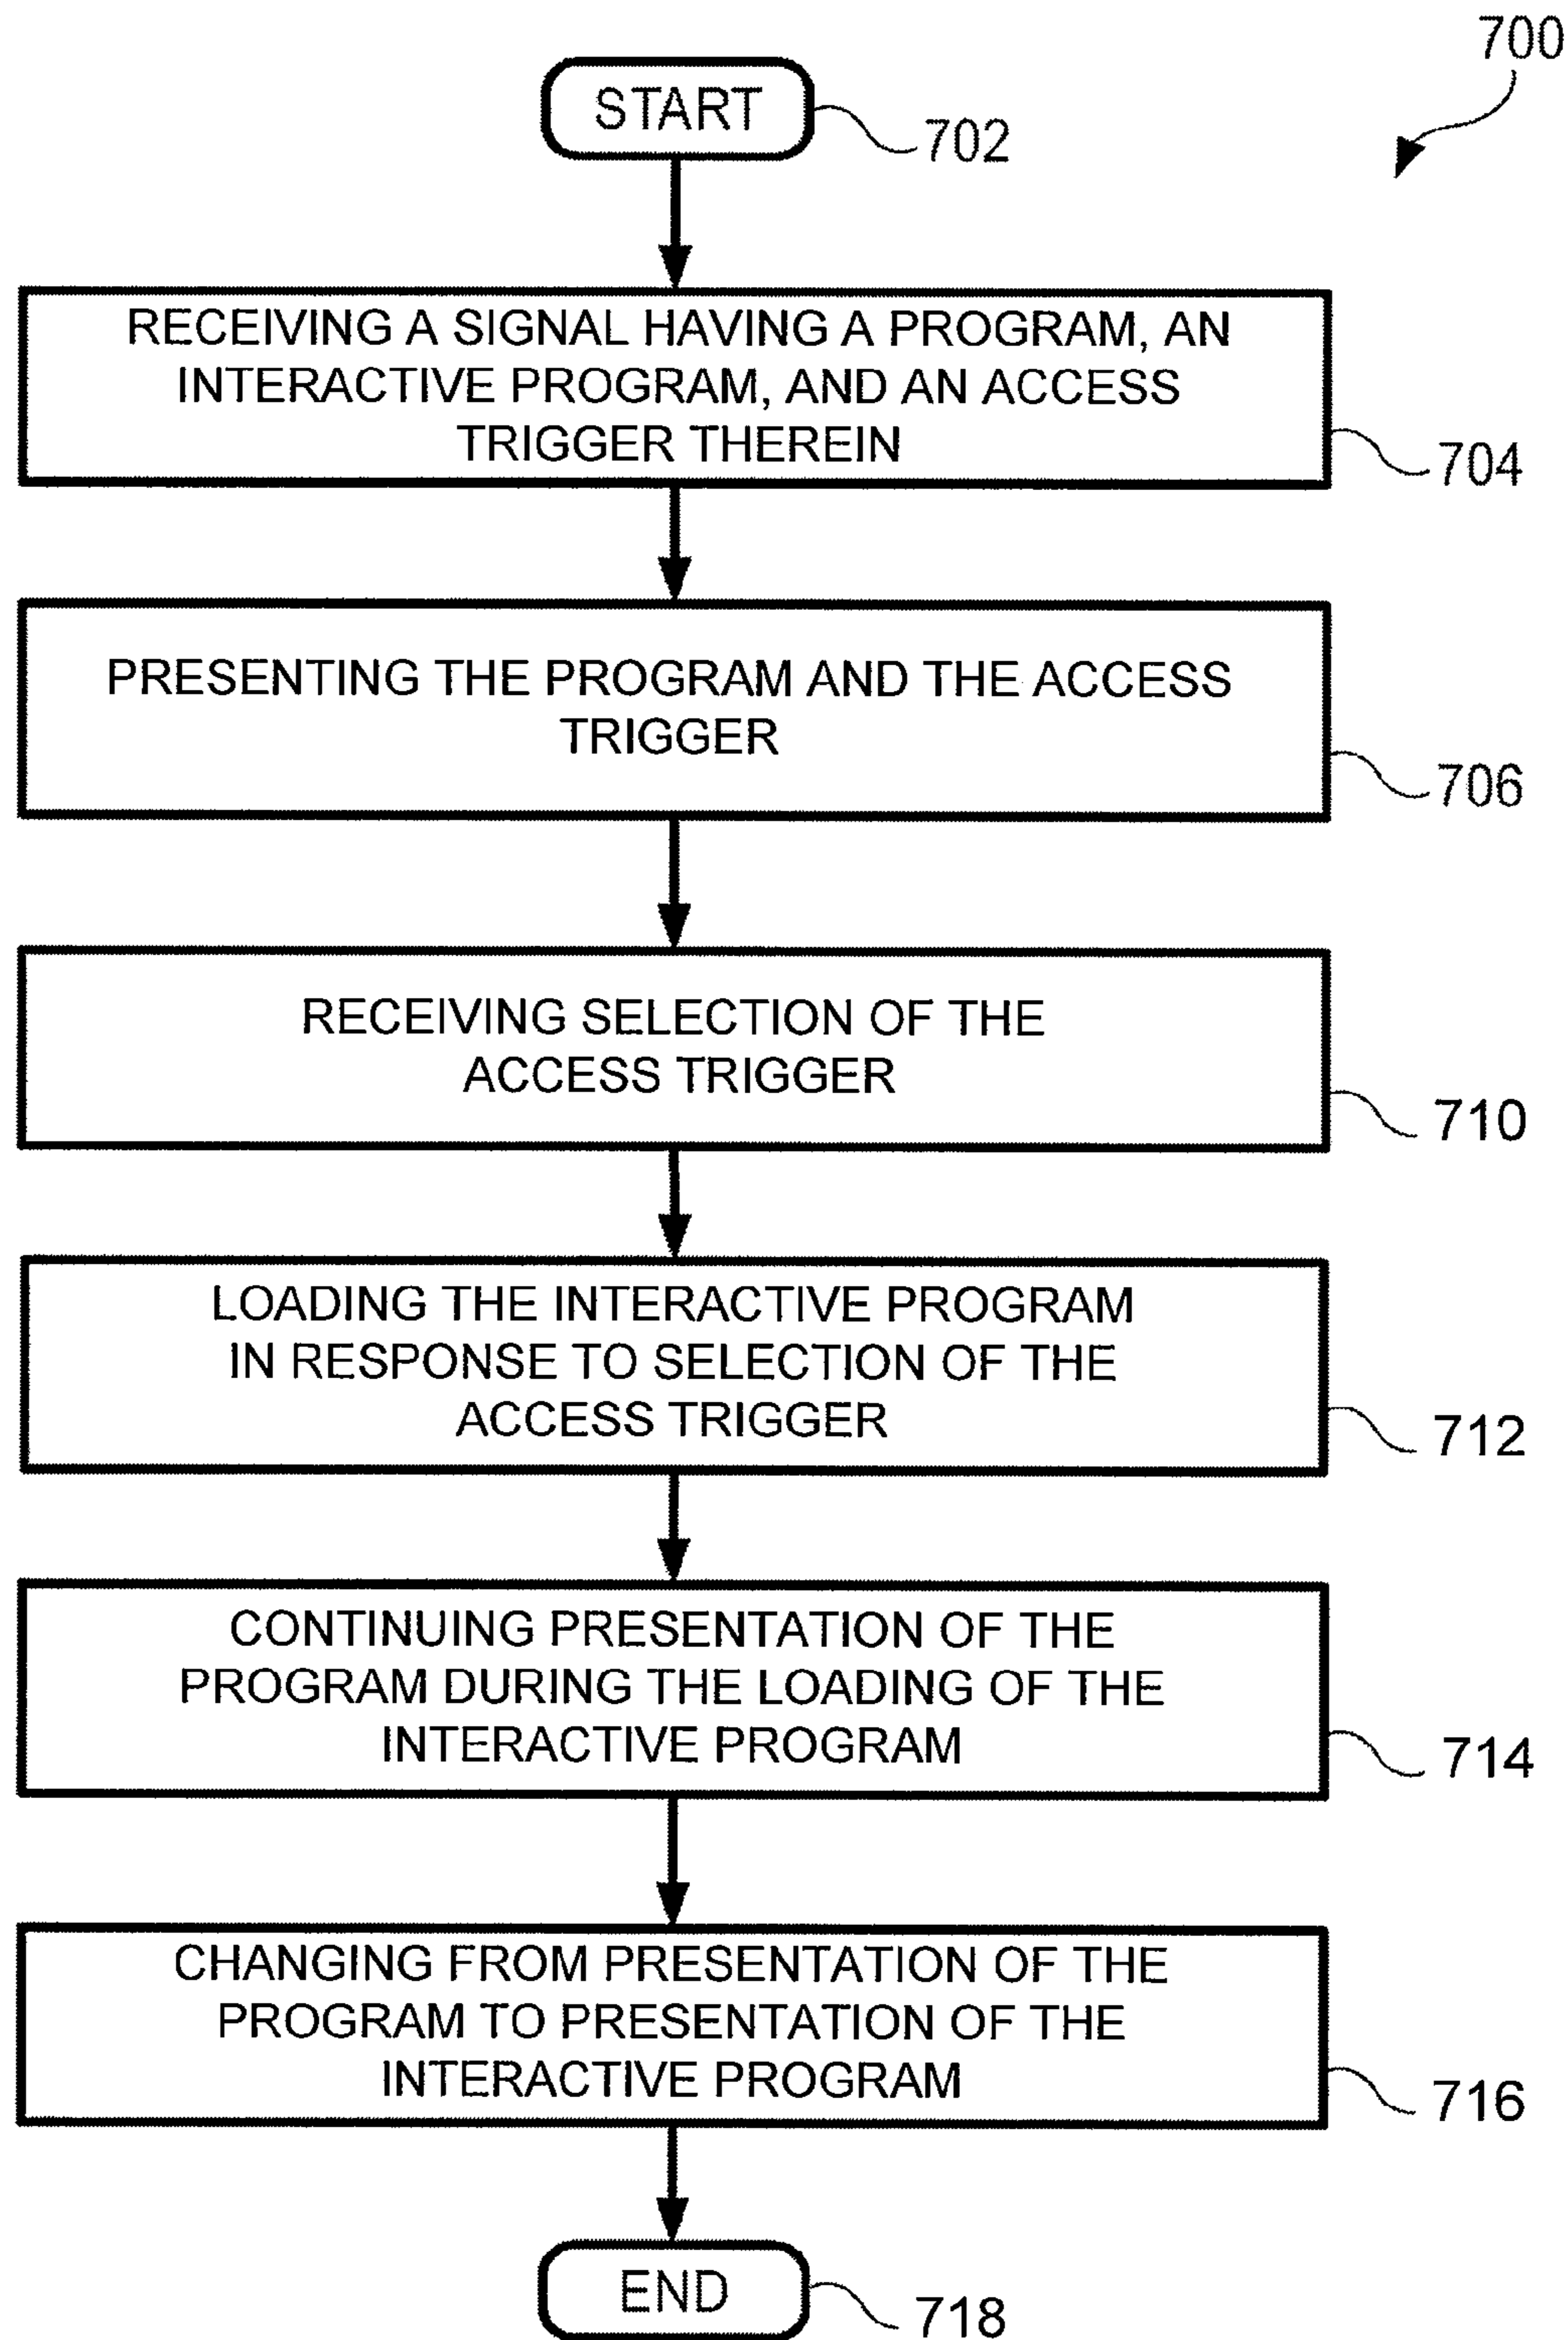 700
START
702
RECEIVING A SIGNAL HAVING A PROGRAM, AN
INTERACTIVE PROGRAM, AND AN ACCESS
TRIGGER THEREIN
704
PRESENTING THE PROGRAM AND THE ACCESS
TRIGGER
706
RECEIVING SELECTION OF THE
ACCESS TRIGGER
710
LOADING THE INTERACTIVE PROGRAM
IN RESPONSE TO SELECTION OF THE
ACCESS TRIGGER
712
CONTINUING PRESENTATION OF THE
PROGRAM DURING THE LOADING OF THE
INTERACTIVE PROGRAM
714
CHANGING FROM PRESENTATION OF THE
PROGRAM TO PRESENTATION OF THE
INTERACTIVE PROGRAM
716
END
718